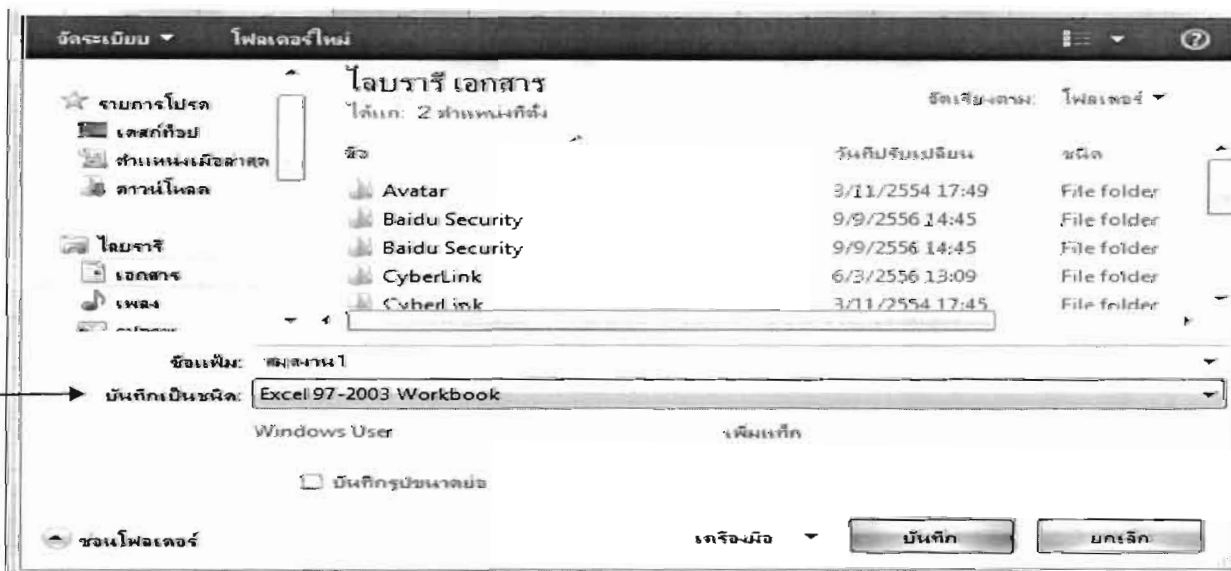 จัดระเบียบ โฟลเดอร์ใหม่
ไลบรารี เอกสาร
รายการโปรด
ได้แก่: 2 ตำแหน่งที่ตั้ง
จัดเรียงตาม: โฟลเดอร์
เดสก์ท็อป
ตำแหน่งเมื่อล่าสุด
ดาวน์โหลด
ชื่อ วันที่ปรับเปลี่ยน ชนิด
Avatar 3/11/2554 17:49 File folder
Baidu Security 9/9/2556 14:45 File folder
Baidu Security 9/9/2556 14:45 File folder
CyberLink 6/3/2556 13:09 File folder
CyberLink 3/11/2554 17:45 File folder
ไลบรารี
เอกสาร
เพลง
ชื่อแฟ้ม: สมุดงาน1
บันทึกเป็นชนิด: Excel 97-2003 Workbook
Windows User เพิ่มแท็ก
บันทึกรูปขนาดย่อ
ซ่อนโฟลเดอร์ เครื่องมือ บันทึก ยกเลิก